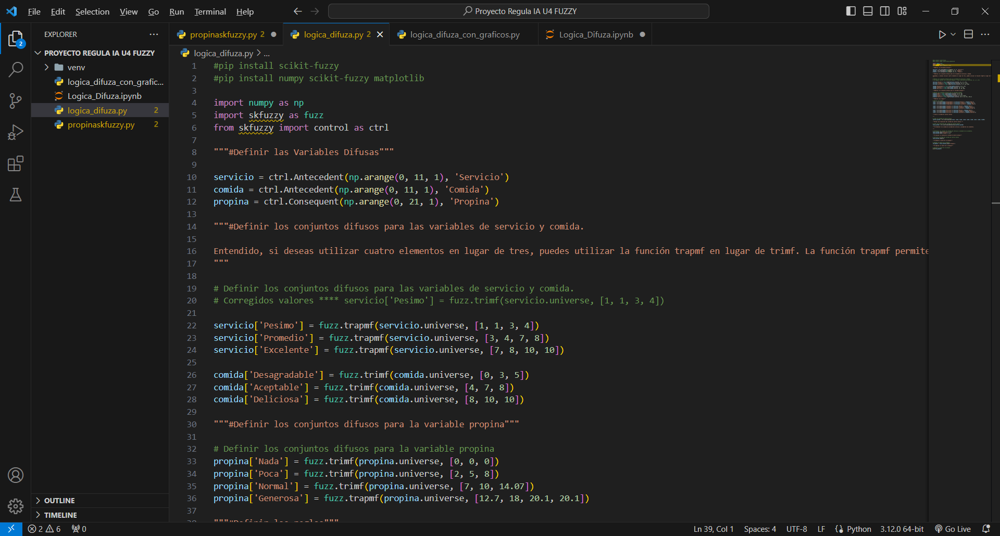 File Edit Selection View Go Run Terminal Help
Proyecto Regula IA U4 FUZZY
EXPLORER
PROYECTO REGULA IA U4 FUZZY
venv
logica_difuza_con_grafic...
Logica_Difuza.ipynb
logica_difuza.py 2
propinaskfuzzy.py 2
OUTLINE
TIMELINE
2
propinaskfuzzy.py 2
logica_difuza.py 2
logica_difuza_con_graficos.py
Logica_Difuza.ipynb
logica_difuza.py > ...
1 #pip install scikit-fuzzy
2 #pip install numpy scikit-fuzzy matplotlib
3
4 import numpy as np
5 import skfuzzy as fuzz
6 from skfuzzy import control as ctrl
7
8 """#Definir las Variables Difusas"""
9
10 servicio = ctrl.Antecedent(np.arange(0, 11, 1), 'Servicio')
11 comida = ctrl.Antecedent(np.arange(0, 11, 1), 'Comida')
12 propina = ctrl.Consequent(np.arange(0, 21, 1), 'Propina')
13
14 """#Definir los conjuntos difusos para las variables de servicio y comida.
15
16 Entendido, si deseas utilizar cuatro elementos en lugar de tres, puedes utilizar la función trapmf en lugar de trimf. La función trapmf permite
17 """
18
19 # Definir los conjuntos difusos para las variables de servicio y comida.
20 # Corregidos valores **** servicio['Pesimo'] = fuzz.trimf(servicio.universe, [1, 1, 3, 4])
21
22 servicio['Pesimo'] = fuzz.trapmf(servicio.universe, [1, 1, 3, 4])
23 servicio['Promedio'] = fuzz.trapmf(servicio.universe, [3, 4, 7, 8])
24 servicio['Excelente'] = fuzz.trapmf(servicio.universe, [7, 8, 10, 10])
25
26 comida['Desagradable'] = fuzz.trimf(comida.universe, [0, 3, 5])
27 comida['Aceptable'] = fuzz.trimf(comida.universe, [4, 7, 8])
28 comida['Deliciosa'] = fuzz.trimf(comida.universe, [8, 10, 10])
29
30 """#Definir los conjuntos difusos para la variable propina"""
31
32 # Definir los conjuntos difusos para la variable propina
33 propina['Nada'] = fuzz.trimf(propina.universe, [0, 0, 0])
34 propina['Poca'] = fuzz.trimf(propina.universe, [2, 5, 8])
35 propina['Normal'] = fuzz.trimf(propina.universe, [7, 10, 14.07])
36 propina['Generosa'] = fuzz.trapmf(propina.universe, [12.7, 18, 20.1, 20.1])
37
2 6 0
Ln 39, Col 1 Spaces: 4 UTF-8 LF Python 3.12.0 64-bit Go Live